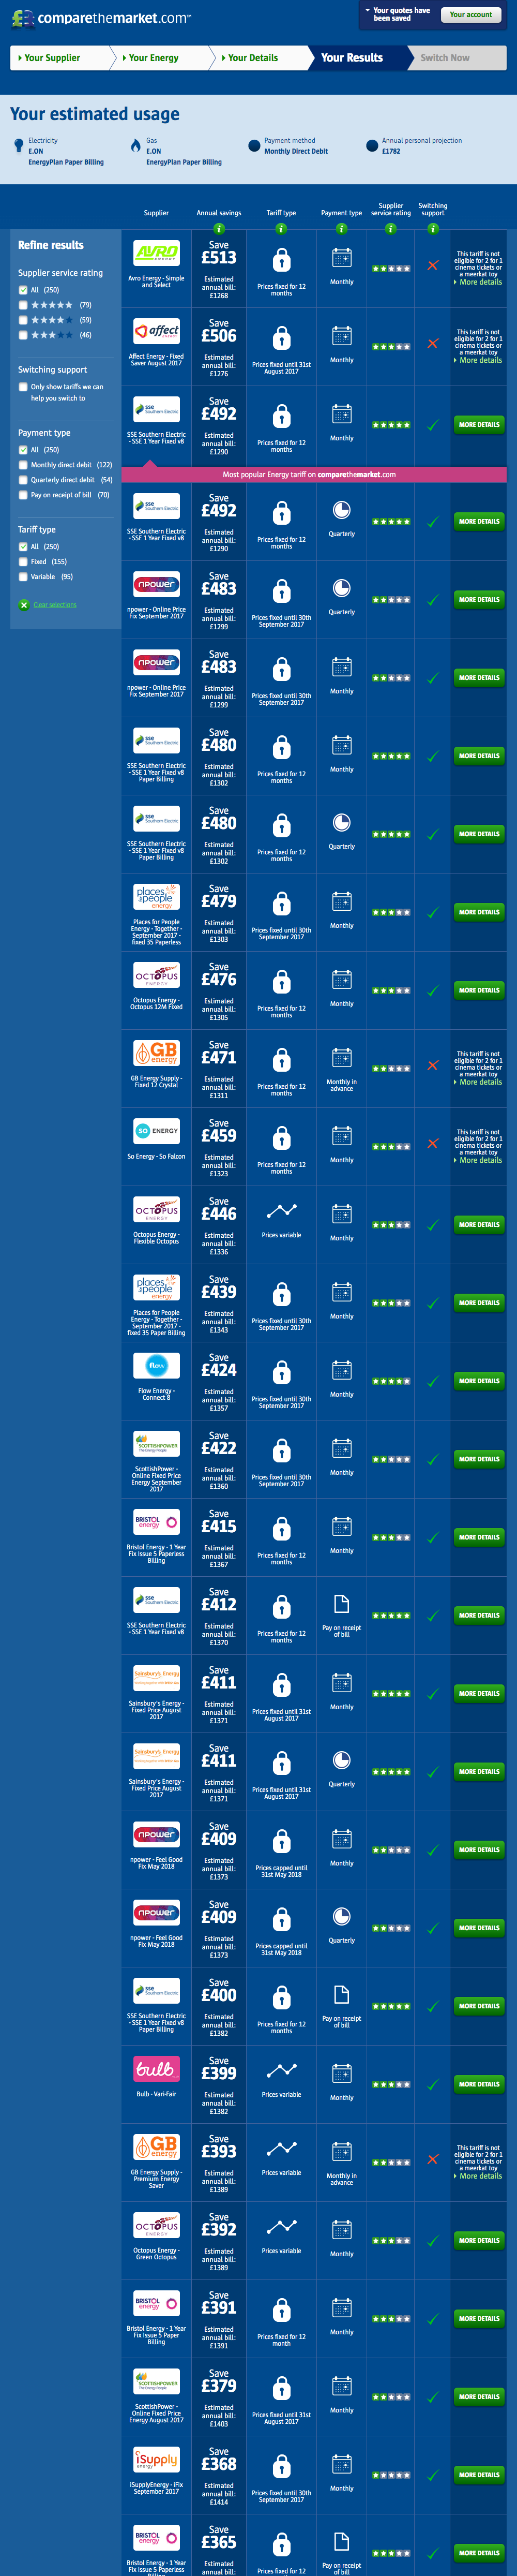 comparethemarket.com™
Your quotes have
been saved
Your account
Your Supplier
Your Energy
Your Details
Your Results
Switch Now
Your estimated usage
Electricity
E.ON
EnergyPlan Paper Billing
Gas
E.ON
EnergyPlan Paper Billing
Payment method
Monthly Direct Debit
Annual personal projection
£1782
Supplier
Annual savings
Tariff type
Payment type
Supplier
service rating
Switching
support
Refine results
Supplier service rating
All (250)
(79)
(59)
(46)
Switching support
Only show tariffs we can
help you switch to
Payment type
All (250)
Monthly direct debit (122)
Quarterly direct debit (54)
Pay on receipt of bill (70)
Tariff type
All (250)
Fixed (155)
Variable (95)
Clear selections
AVRO
ENERGY
Avro Energy - Simple
and Select
Save
£513
Estimated
annual bill:
£1268
Prices fixed for 12
months
Monthly
This tariff is not
eligible for 2 for 1
cinema tickets or
a meerkat toy
More details
affect
energy
Affect Energy - Fixed
Saver August 2017
Save
£506
Estimated
annual bill:
£1276
Prices fixed until 31st
August 2017
Monthly
This tariff is not
eligible for 2 for 1
cinema tickets or
a meerkat toy
More details
sse
Southern Electric
SSE Southern Electric
- SSE 1 Year Fixed v8
Save
£492
Estimated
annual bill:
£1290
Prices fixed for 12
months
Monthly
MORE DETAILS
Most popular Energy tariff on comparethemarket.com
sse
Southern Electric
SSE Southern Electric
- SSE 1 Year Fixed v8
Save
£492
Estimated
annual bill:
£1290
Prices fixed for 12
months
Quarterly
MORE DETAILS
npower
npower - Online Price
Fix September 2017
Save
£483
Estimated
annual bill:
£1299
Prices fixed until 30th
September 2017
Quarterly
MORE DETAILS
npower
npower - Online Price
Fix September 2017
Save
£483
Estimated
annual bill:
£1299
Prices fixed until 30th
September 2017
Monthly
MORE DETAILS
sse
Southern Electric
SSE Southern Electric
- SSE 1 Year Fixed v8
Paper Billing
Save
£480
Estimated
annual bill:
£1302
Prices fixed for 12
months
Monthly
MORE DETAILS
sse
Southern Electric
SSE Southern Electric
- SSE 1 Year Fixed v8
Paper Billing
Save
£480
Estimated
annual bill:
£1302
Prices fixed for 12
months
Quarterly
MORE DETAILS
places
for people
energy
Places for People
Energy - Together -
September 2017 -
fixed 35 Paperless
Save
£479
Estimated
annual bill:
£1303
Prices fixed until 30th
September 2017
Monthly
MORE DETAILS
OCTOPUS
ENERGY
Octopus Energy -
Octopus 12M Fixed
Save
£476
Estimated
annual bill:
£1305
Prices fixed for 12
months
Monthly
MORE DETAILS
GB
energy
GB Energy Supply -
Fixed 12 Crystal
Save
£471
Estimated
annual bill:
£1311
Prices fixed for 12
months
Monthly in
advance
This tariff is not
eligible for 2 for 1
cinema tickets or
a meerkat toy
More details
SO ENERGY
So Energy - So Falcon
Save
£459
Estimated
annual bill:
£1323
Prices fixed for 12
months
Monthly
This tariff is not
eligible for 2 for 1
cinema tickets or
a meerkat toy
More details
OCTOPUS
ENERGY
Octopus Energy -
Flexible Octopus
Save
£446
Estimated
annual bill:
£1336
Prices variable
Monthly
MORE DETAILS
places
for people
energy
Places for People
Energy - Together -
September 2017 -
fixed 35 Paper Billing
Save
£439
Estimated
annual bill:
£1343
Prices fixed until 30th
September 2017
Monthly
MORE DETAILS
flow
Flow Energy -
Connect 8
Save
£424
Estimated
annual bill:
£1357
Prices fixed until 30th
September 2017
Monthly
MORE DETAILS
SCOTTISHPOWER
The Energy People
ScottishPower -
Online Fixed Price
Energy September
2017
Save
£422
Estimated
annual bill:
£1360
Prices fixed until 30th
September 2017
Monthly
MORE DETAILS
BRISTOL
energy
Bristol Energy - 1 Year
Fix Issue 5 Paperless
Billing
Save
£415
Estimated
annual bill:
£1367
Prices fixed for 12
months
Monthly
MORE DETAILS
sse
Southern Electric
SSE Southern Electric
- SSE 1 Year Fixed v8
Save
£412
Estimated
annual bill:
£1370
Prices fixed for 12
months
Pay on receipt
of bill
MORE DETAILS
Sainsbury's Energy
Sainsbury's Energy -
Fixed Price August
2017
Save
£411
Estimated
annual bill:
£1371
Prices fixed until 31st
August 2017
Monthly
MORE DETAILS
Sainsbury's Energy
Sainsbury's Energy -
Fixed Price August
2017
Save
£411
Estimated
annual bill:
£1371
Prices fixed until 31st
August 2017
Quarterly
MORE DETAILS
npower
npower - Feel Good
Fix May 2018
Save
£409
Estimated
annual bill:
£1373
Prices capped until
31st May 2018
Monthly
MORE DETAILS
npower
npower - Feel Good
Fix May 2018
Save
£409
Estimated
annual bill:
£1373
Prices capped until
31st May 2018
Quarterly
MORE DETAILS
sse
Southern Electric
SSE Southern Electric
- SSE 1 Year Fixed v8
Paper Billing
Save
£400
Estimated
annual bill:
£1382
Prices fixed for 12
months
Pay on receipt
of bill
MORE DETAILS
bulb
Bulb - Vari-Fair
Save
£399
Estimated
annual bill:
£1382
Prices variable
Monthly
MORE DETAILS
GB
energy
GB Energy Supply -
Premium Energy
Saver
Save
£393
Estimated
annual bill:
£1389
Prices variable
Monthly in
advance
This tariff is not
eligible for 2 for 1
cinema tickets or
a meerkat toy
More details
OCTOPUS
ENERGY
Octopus Energy -
Green Octopus
Save
£392
Estimated
annual bill:
£1389
Prices variable
Monthly
MORE DETAILS
BRISTOL
energy
Bristol Energy - 1 Year
Fix Issue 5 Paper
Billing
Save
£391
Estimated
annual bill:
£1391
Prices fixed for 12
month
Monthly
MORE DETAILS
SCOTTISHPOWER
The Energy People
ScottishPower -
Online Fixed Price
Energy August 2017
Save
£379
Estimated
annual bill:
£1403
Prices fixed until 31st
August 2017
Monthly
MORE DETAILS
iSupply
energy
iSupplyEnergy - iFix
September 2017
Save
£368
Estimated
annual bill:
£1414
Prices fixed until 30th
September 2017
Monthly
MORE DETAILS
BRISTOL
energy
Bristol Energy - 1 Year
Fix Issue 5 Paperless
Save
£365
Estimated
annual bill:
Prices fixed for 12
Pay on receipt
of bill
MORE DETAILS